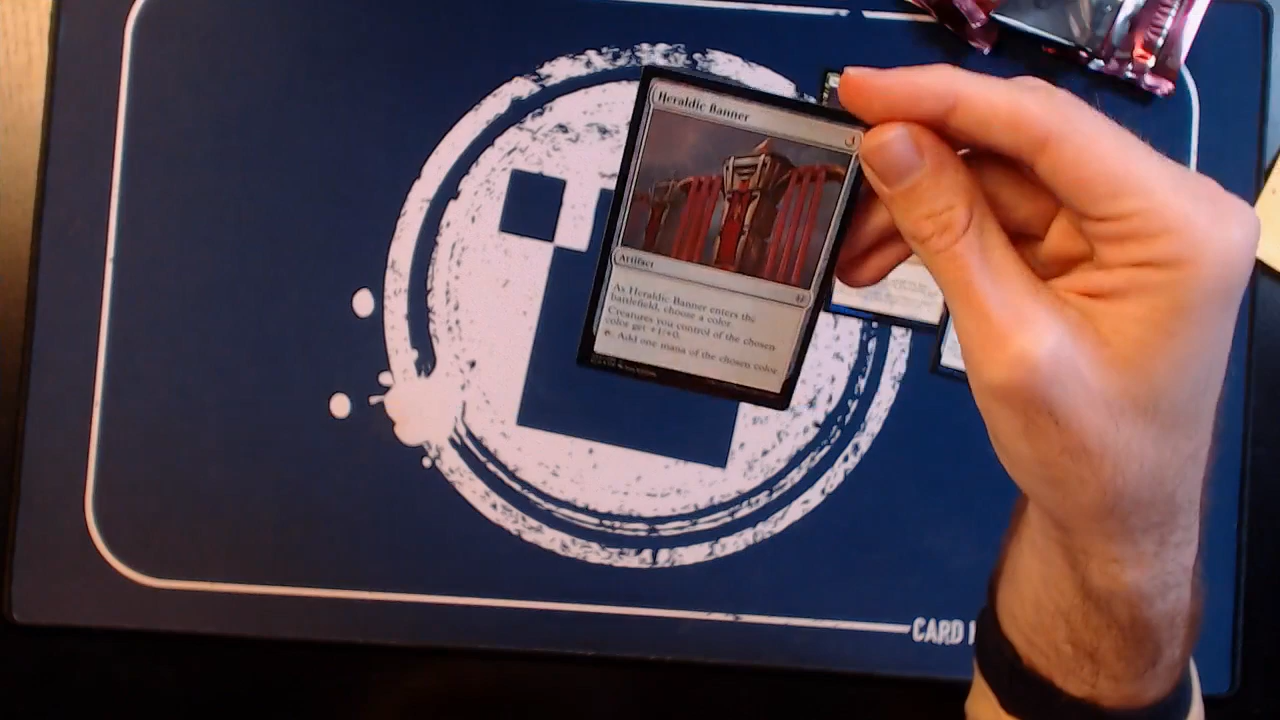 Heraldic Banner
Artifact
As Heraldic Banner enters the
battlefield, choose a color.
Creatures you control of the chosen
color get +1/+0.
: Add one mana of the chosen color.
CARD